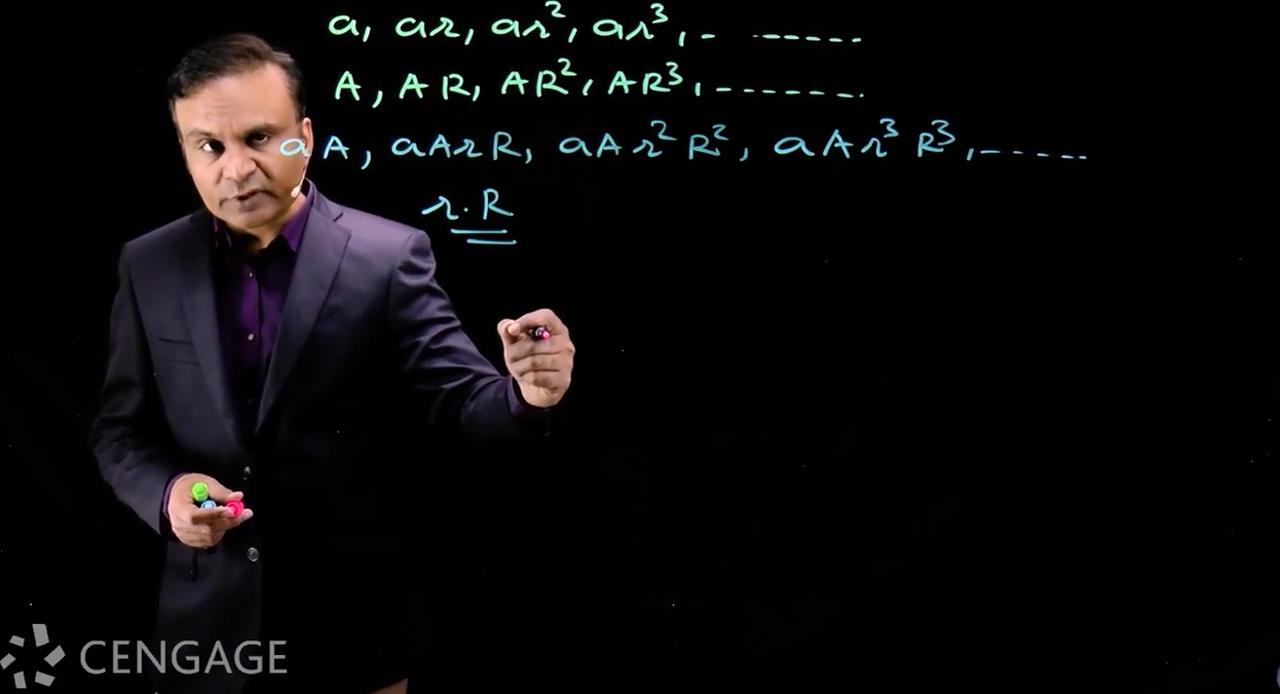 a, ar, ar², ar³, - ------
A, AR, AR², AR³, -------.
aA, aArR, aAr²R², aAr³R³, -----
r.R
CENGAGE